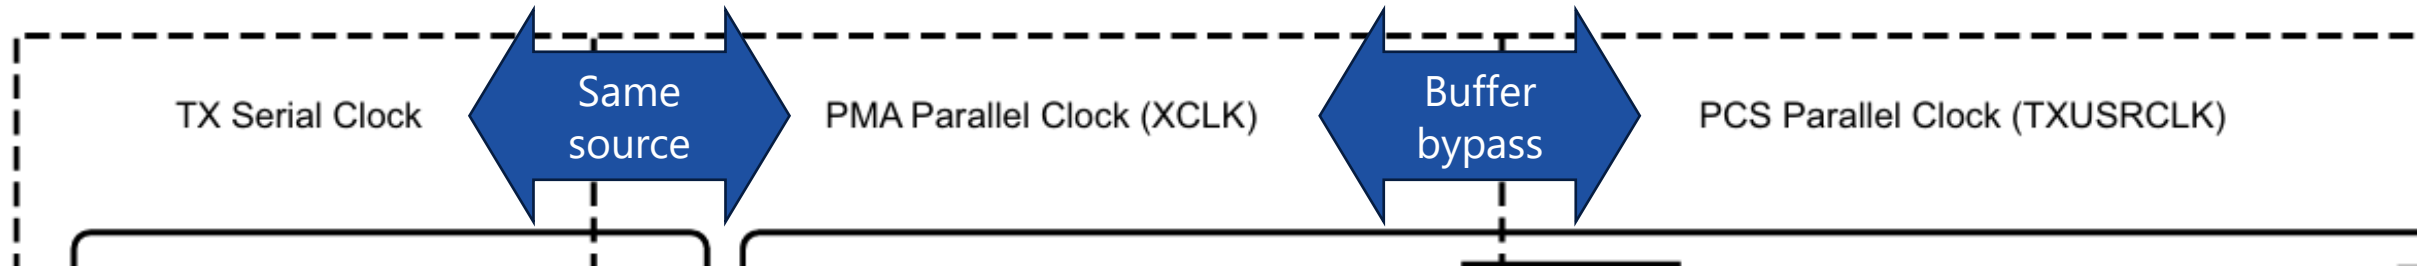 TX Serial Clock
Same
source
PMA Parallel Clock (XCLK)
Buffer
bypass
PCS Parallel Clock (TXUSRCLK)